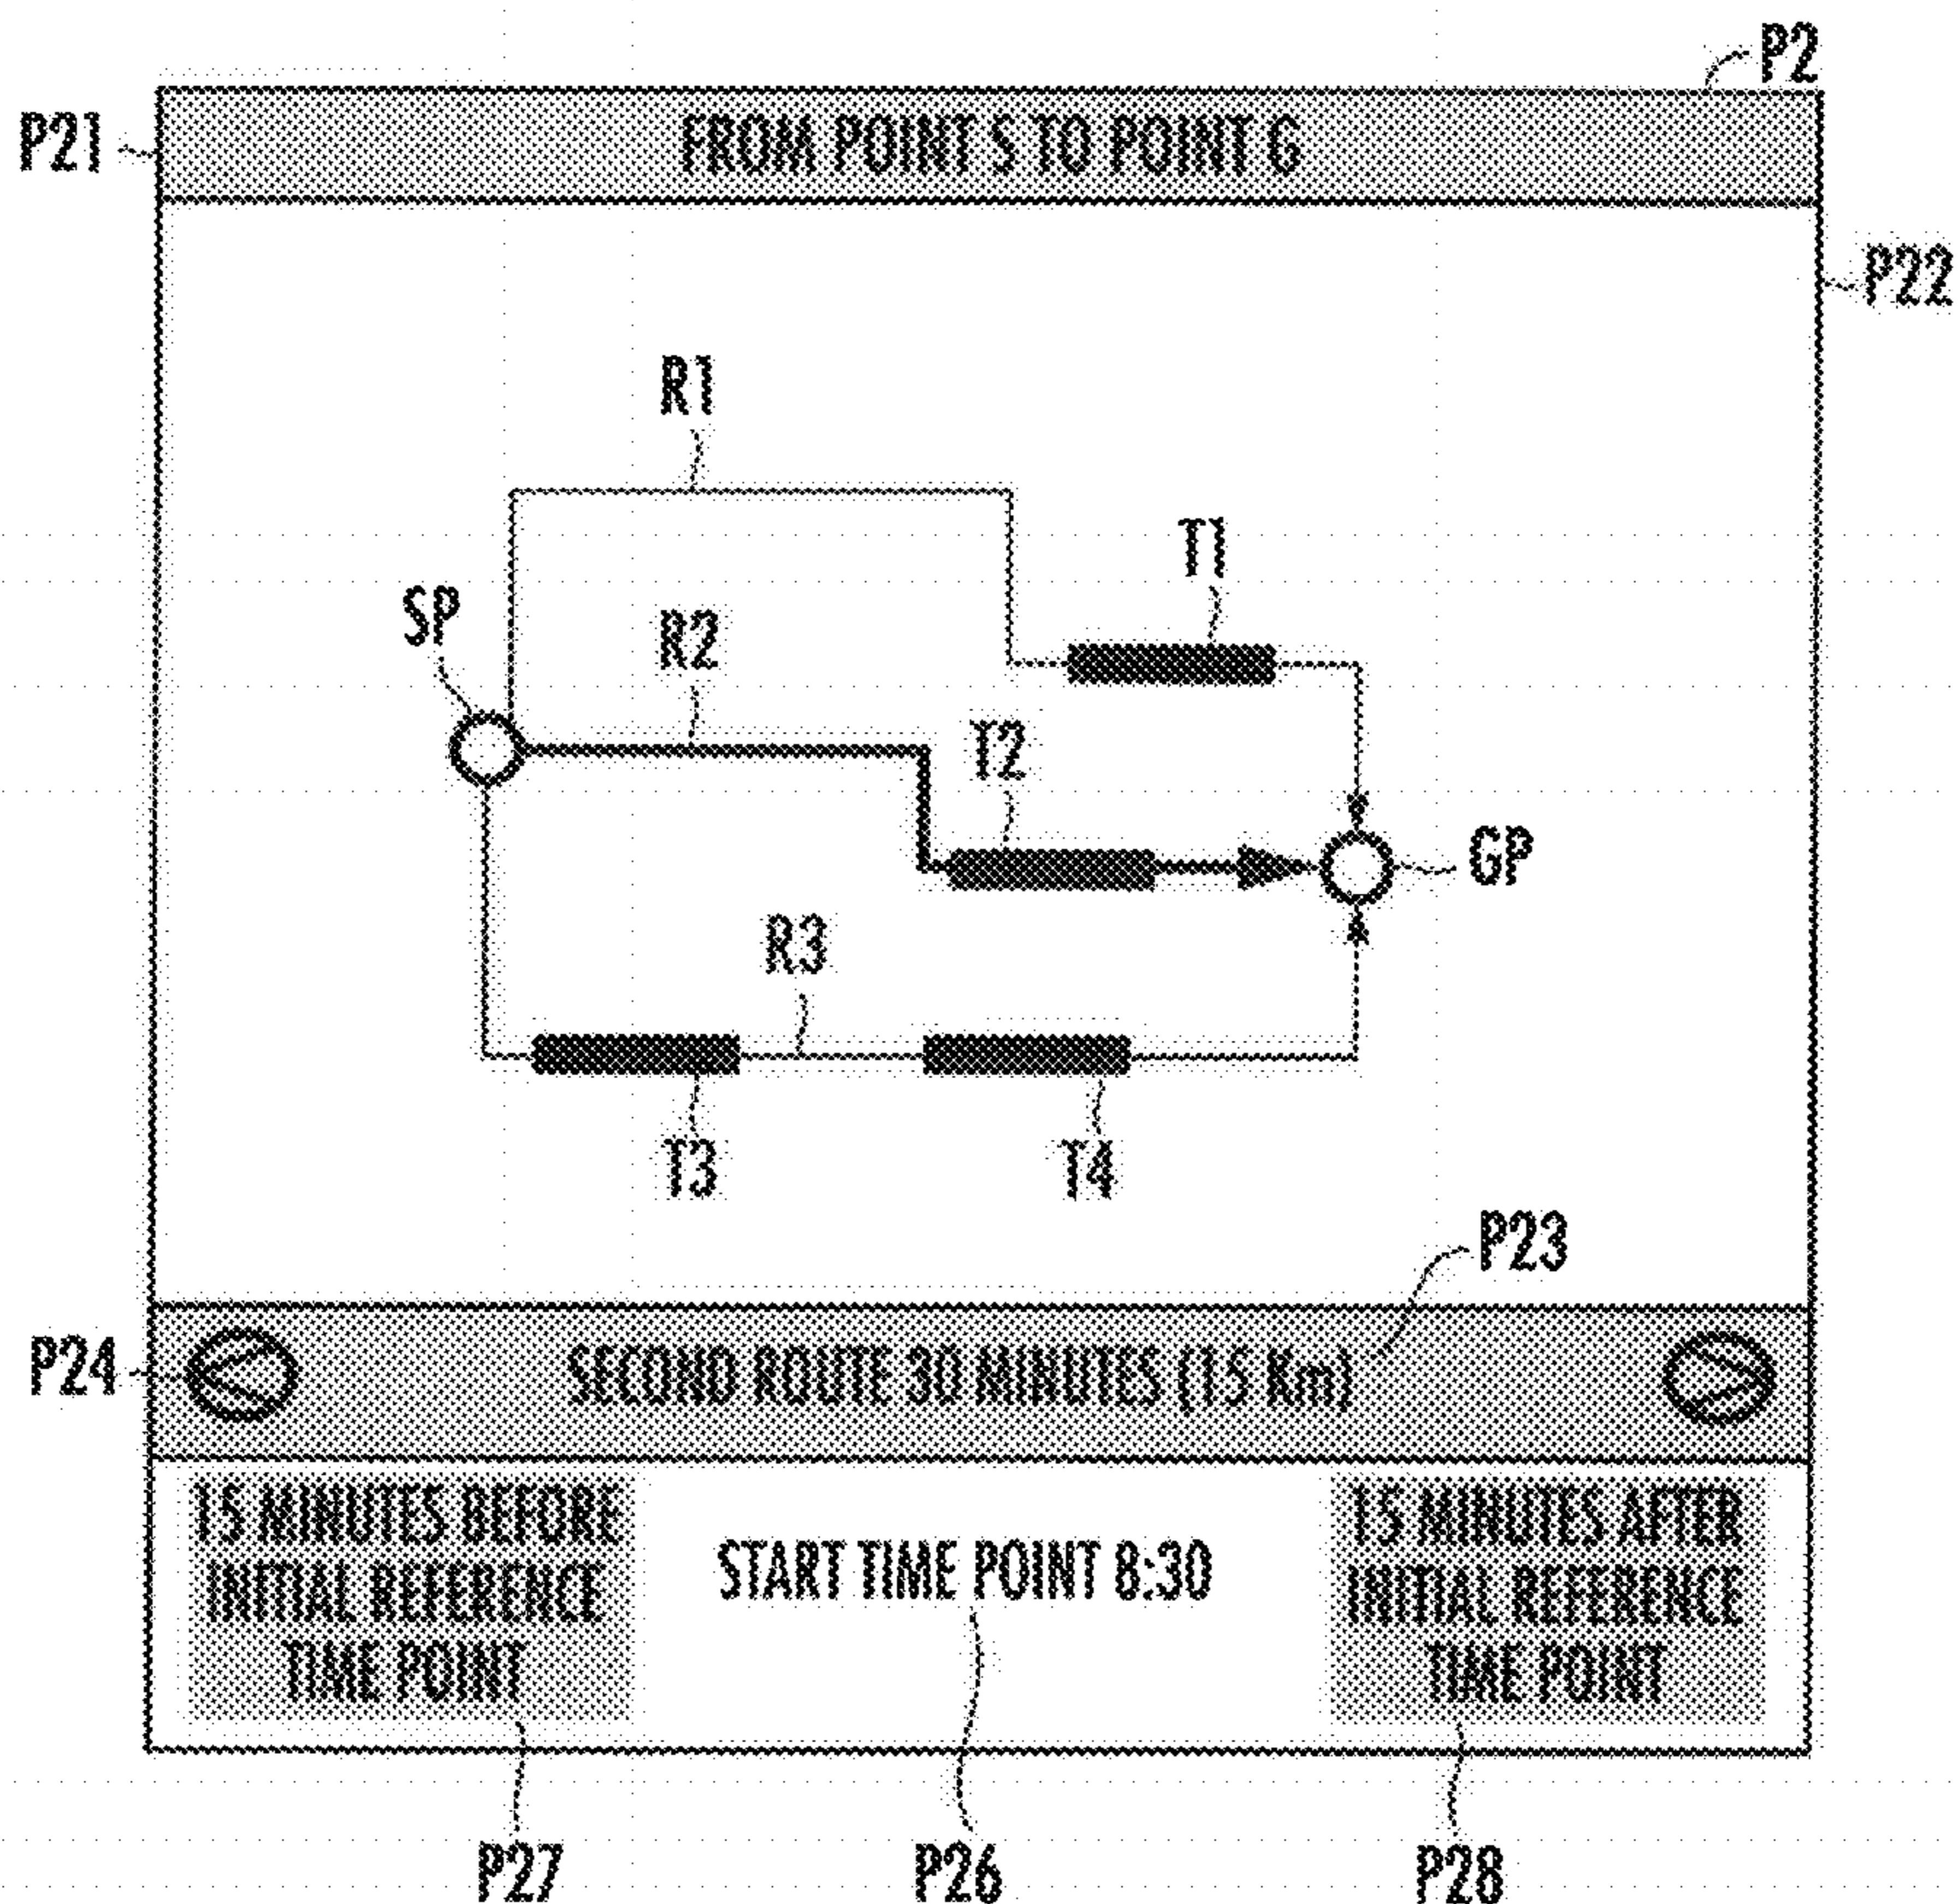 P2
P21
FROM POINT S TO POINT G
P22
R1
T1
SP
R2
T2
GP
R3
T3
T4
P23
P24
SECOND ROUTE 30 MINUTES (15 Km)
15 MINUTES BEFORE
INITIAL REFERENCE
TIME POINT
START TIME POINT 8:30
15 MINUTES AFTER
INITIAL REFERENCE
TIME POINT
P27
P26
P28